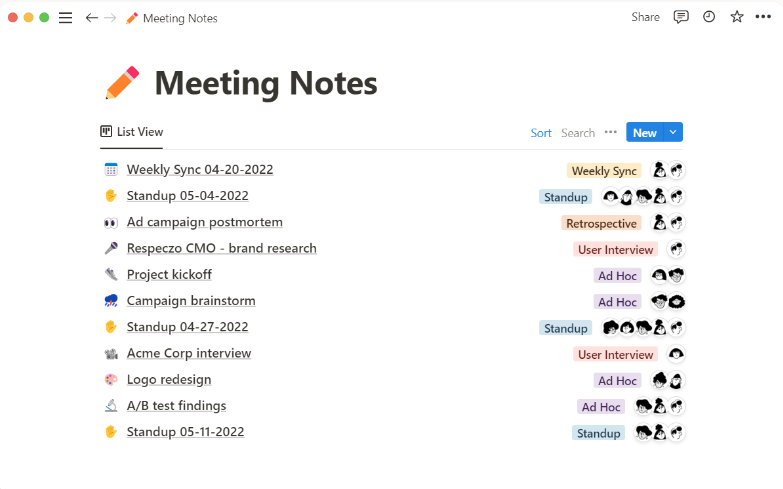 Meeting Notes
Share
Meeting Notes
List View
Sort Search New
Weekly Sync 04-20-2022 Weekly Sync
Standup 05-04-2022 Standup
Ad campaign postmortem Retrospective
Respeczo CMO - brand research User Interview
Project kickoff Ad Hoc
Campaign brainstorm Ad Hoc
Standup 04-27-2022 Standup
Acme Corp interview User Interview
Logo redesign Ad Hoc
A/B test findings Ad Hoc
Standup 05-11-2022 Standup